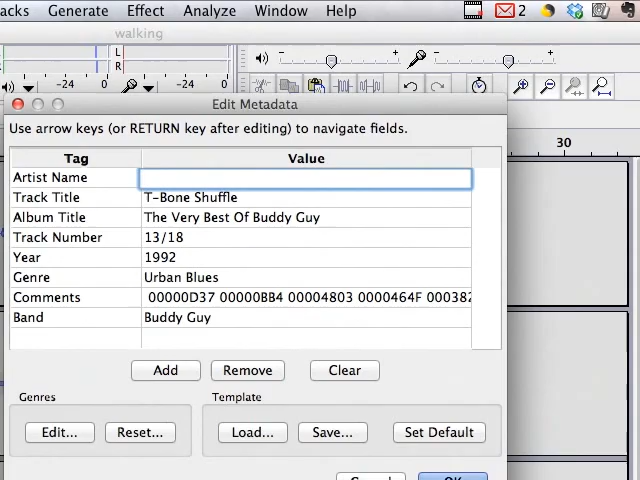 acks Generate Effect Analyze Window Help 2
walking
-24 0 L R -24 0
Edit Metadata
Use arrow keys (or RETURN key after editing) to navigate fields.
30
Tag Value
Artist Name
Track Title T-Bone Shuffle
Album Title The Very Best Of Buddy Guy
Track Number 13/18
Year 1992
Genre Urban Blues
Comments 00000D37 00000BB4 00004803 0000464F 000382
Band Buddy Guy
Add Remove Clear
Genres Template
Edit... Reset... Load... Save... Set Default
Cancel OK